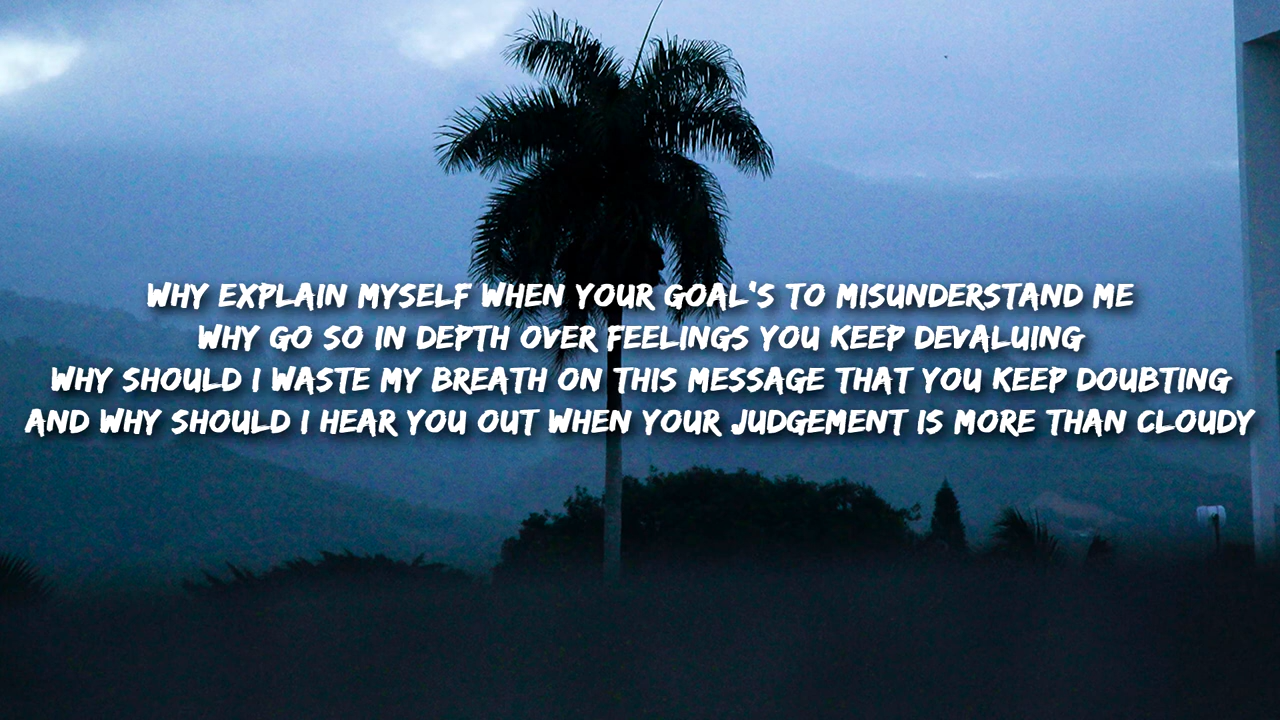 WHY EXPLAIN MYSELF WHEN YOUR GOAL'S TO MISUNDERSTAND ME
WHY GO SO IN DEPTH OVER FEELINGS YOU KEEP DEVALUING
WHY SHOULD I WASTE MY BREATH ON THIS MESSAGE THAT YOU KEEP DOUBTING
AND WHY SHOULD I HEAR YOU OUT WHEN YOUR JUDGEMENT IS MORE THAN CLOUDY